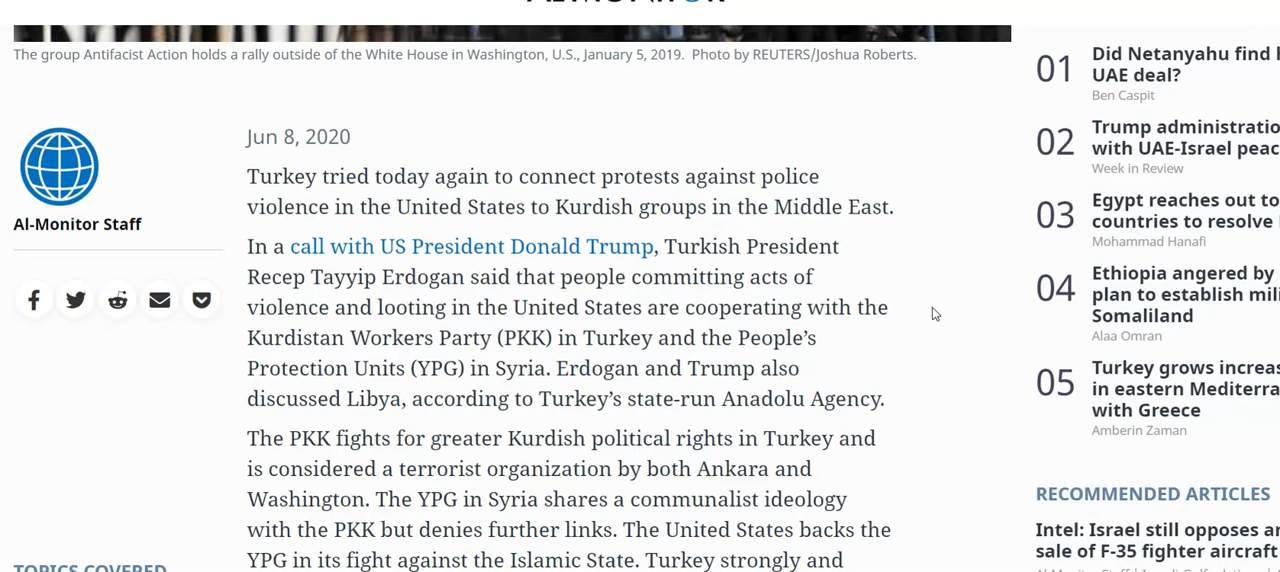 The group Antifacist Action holds a rally outside of the White House in Washington, U.S., January 5, 2019. Photo by REUTERS/Joshua Roberts.
Al-Monitor Staff
TOPICS COVERED
Jun 8, 2020
Turkey tried today again to connect protests against police
violence in the United States to Kurdish groups in the Middle East.
In a call with US President Donald Trump, Turkish President
Recep Tayyip Erdogan said that people committing acts of
violence and looting in the United States are cooperating with the
Kurdistan Workers Party (PKK) in Turkey and the People’s
Protection Units (YPG) in Syria. Erdogan and Trump also
discussed Libya, according to Turkey’s state-run Anadolu Agency.
The PKK fights for greater Kurdish political rights in Turkey and
is considered a terrorist organization by both Ankara and
Washington. The YPG in Syria shares a communalist ideology
with the PKK but denies further links. The United States backs the
YPG in its fight against the Islamic State. Turkey strongly and
01
Did Netanyahu find
UAE deal?
Ben Caspit
02
Trump administratio
with UAE-Israel peac
Week in Review
03
Egypt reaches out to
countries to resolve
Mohammad Hanafi
04
Ethiopia angered by
plan to establish mili
Somaliland
Alaa Omran
05
Turkey grows increas
in eastern Mediterra
with Greece
Amberin Zaman
RECOMMENDED ARTICLES
Intel: Israel still opposes
sale of F-35 fighter aircraft